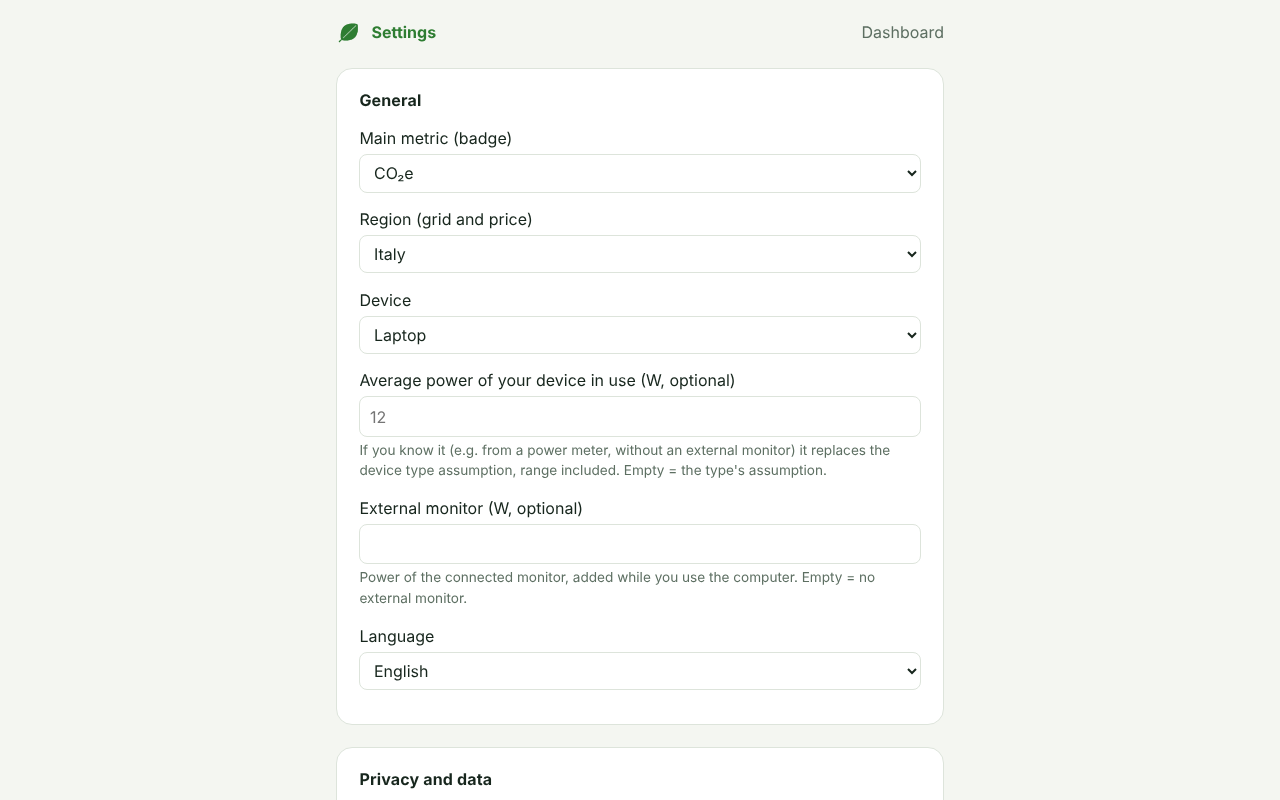 Settings
Dashboard
General
Main metric (badge)
CO₂e
Region (grid and price)
Italy
Device
Laptop
Average power of your device in use (W, optional)
12
If you know it (e.g. from a power meter, without an external monitor) it replaces the
device type assumption, range included. Empty = the type's assumption.
External monitor (W, optional)
Power of the connected monitor, added while you use the computer. Empty = no
external monitor.
Language
English
Privacy and data